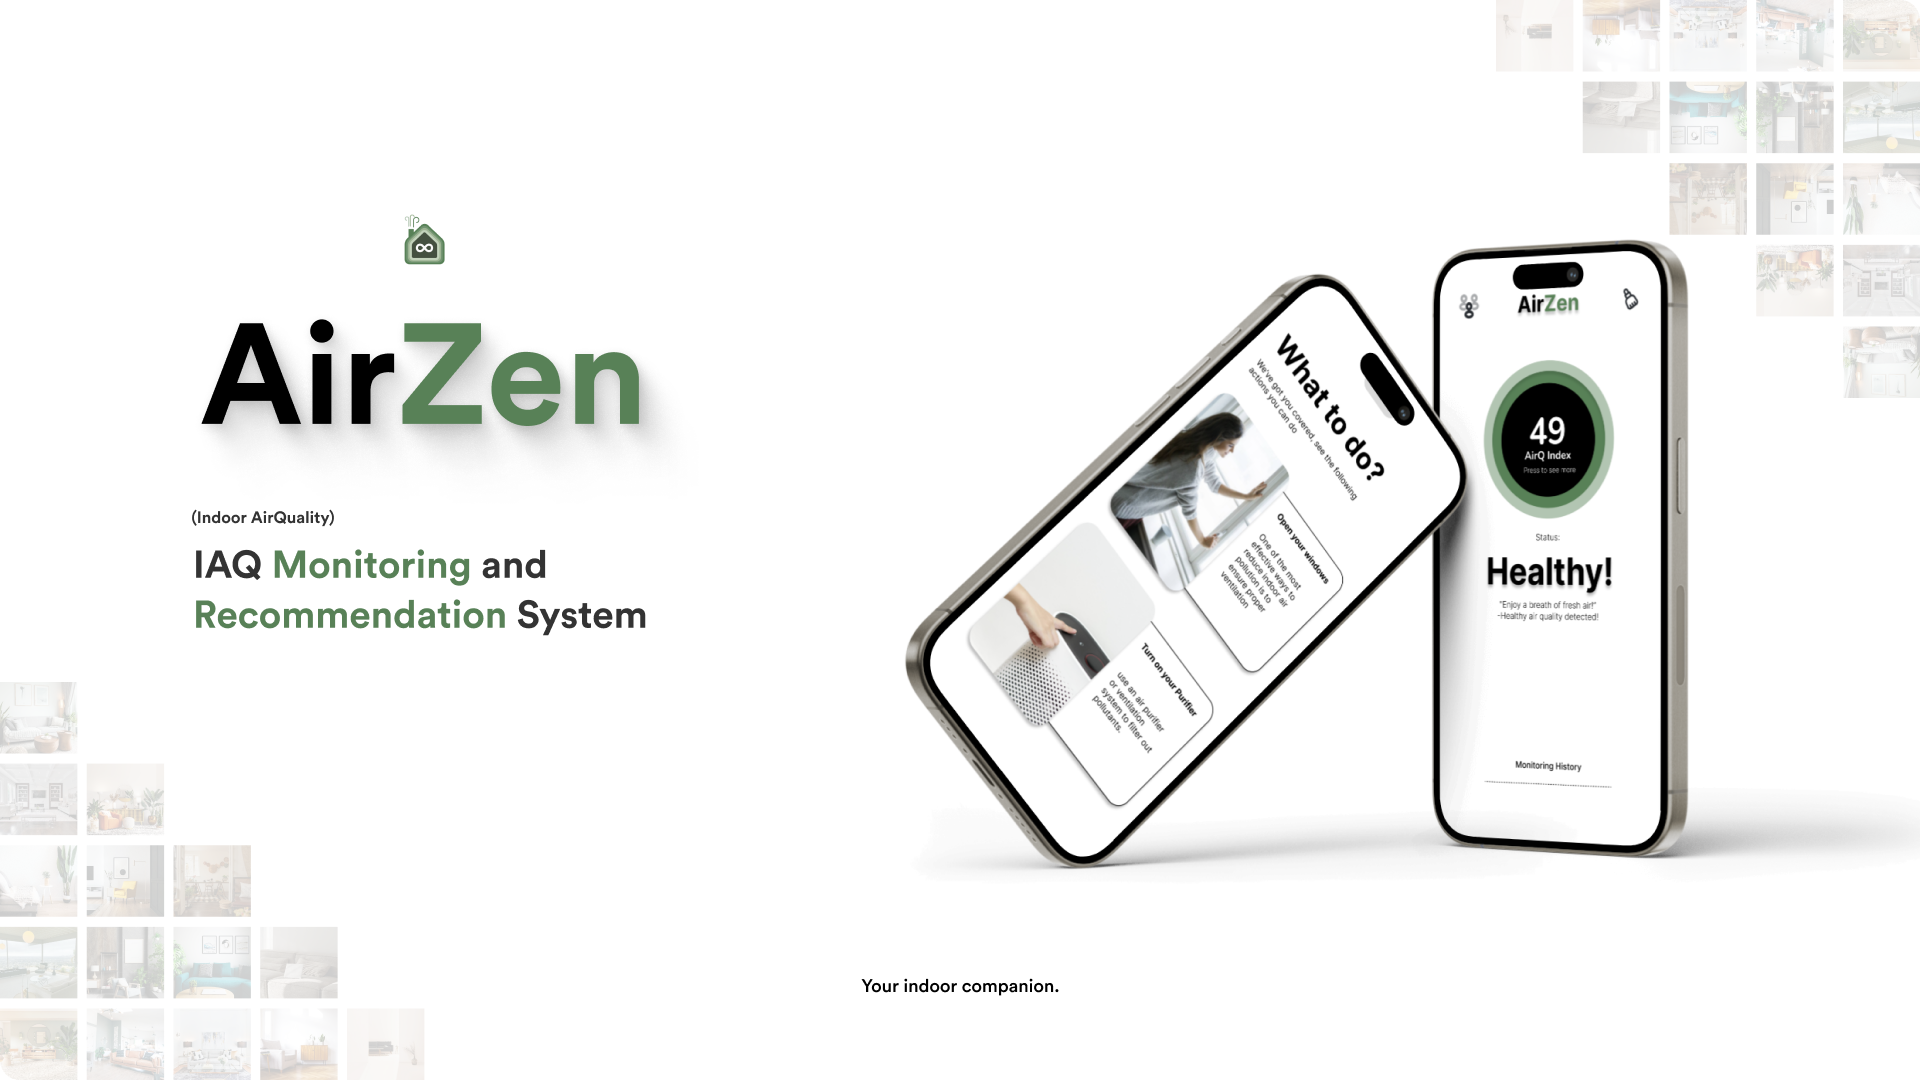 AirZen
(Indoor AirQuality)
IAQ Monitoring and
Recommendation System
What to do?
We've got you covered, see the following
actions you can do
Open your windows
One of the most
effective ways to
reduce indoor air
pollution is to
ensure proper
ventilation
Turn on your Purifier
use an air purifier
or ventilation
system to filter out
pollutants.
AirZen
49
AirQ Index
Press to see more
Status:
Healthy!
"Enjoy a breath of fresh air!"
-Healthy air quality detected!
Monitoring History
Your indoor companion.